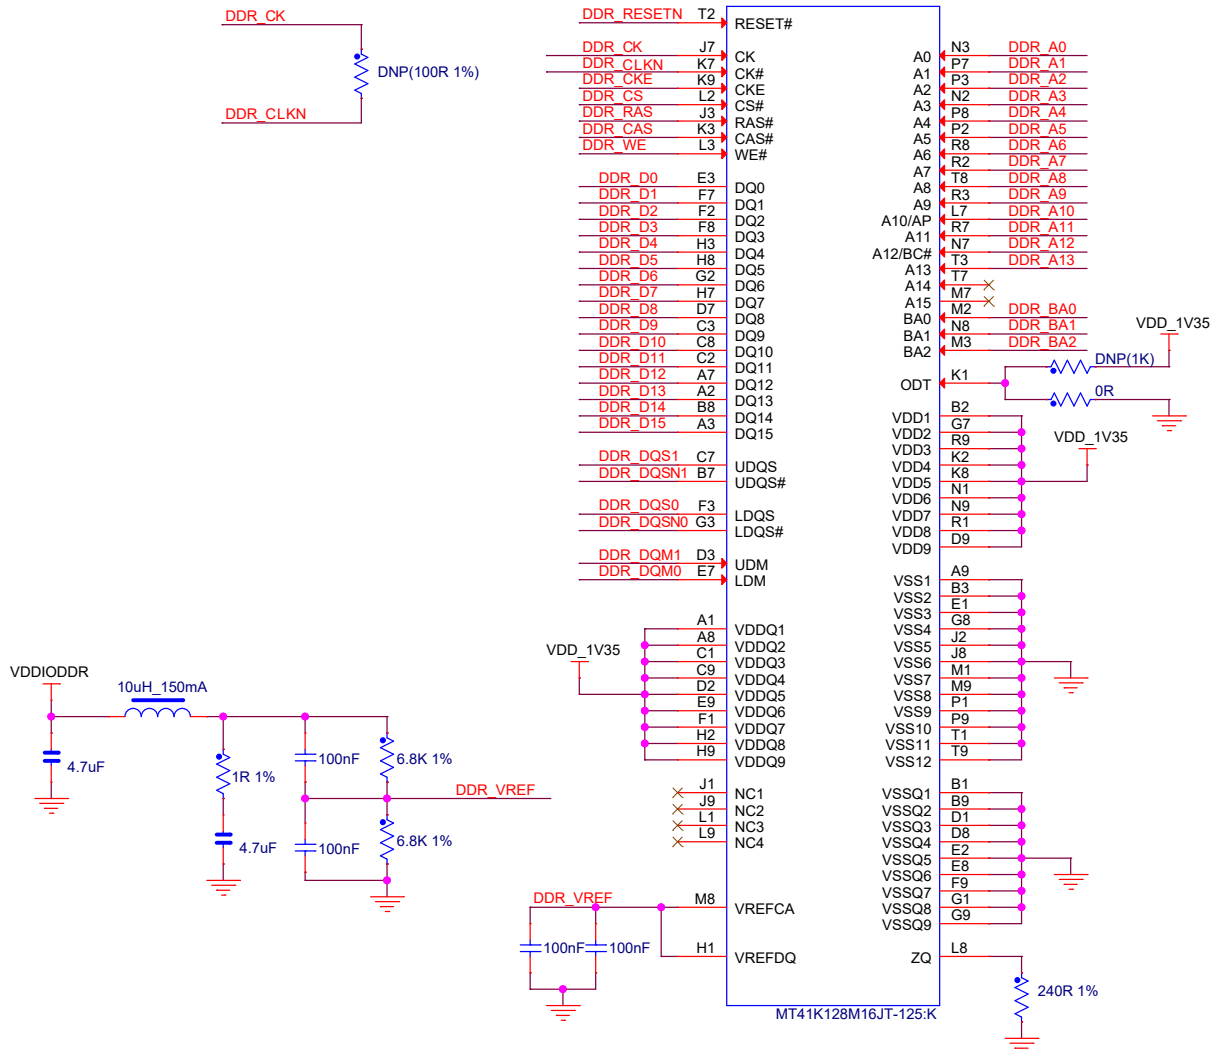 DDR_CK
DNP(100R 1%)
DDR_CLKN
DDR_RESETN T2 RESET#
DDR_CK J7 CK
DDR_CLKN K7 CK#
DDR_CKE K9 CKE
DDR_CS L2 CS#
DDR_RAS J3 RAS#
DDR_CAS K3 CAS#
DDR_WE L3 WE#
DDR_D0 E3 DQ0
DDR_D1 F7 DQ1
DDR_D2 F2 DQ2
DDR_D3 F8 DQ3
DDR_D4 H3 DQ4
DDR_D5 H8 DQ5
DDR_D6 G2 DQ6
DDR_D7 H7 DQ7
DDR_D8 D7 DQ8
DDR_D9 C3 DQ9
DDR_D10 C8 DQ10
DDR_D11 C2 DQ11
DDR_D12 A7 DQ12
DDR_D13 A2 DQ13
DDR_D14 B8 DQ14
DDR_D15 A3 DQ15
DDR_DQS1 C7 UDQS
DDR_DQSN1 B7 UDQS#
DDR_DQS0 F3 LDQS
DDR_DQSN0 G3 LDQS#
DDR_DQM1 D3 UDM
DDR_DQM0 E7 LDM
VDD_1V35
A1 VDDQ1
A8 VDDQ2
C1 VDDQ3
C9 VDDQ4
D2 VDDQ5
E9 VDDQ6
F1 VDDQ7
H2 VDDQ8
H9 VDDQ9
J1 NC1
J9 NC2
L1 NC3
L9 NC4
DDR_VREF
M8 VREFCA
100nF 100nF
H1 VREFDQ
A0 N3 DDR_A0
A1 P7 DDR_A1
A2 P3 DDR_A2
A3 N2 DDR_A3
A4 P8 DDR_A4
A5 P2 DDR_A5
A6 R8 DDR_A6
A7 R2 DDR_A7
A8 T8 DDR_A8
A9 R3 DDR_A9
A10/AP L7 DDR_A10
A11 R7 DDR_A11
A12/BC# N7 DDR_A12
A13 T3 DDR_A13
A14 T7
A15 M7
BA0 M2 DDR_BA0
BA1 N8 DDR_BA1
BA2 M3 DDR_BA2
VDD_1V35
DNP(1K)
ODT K1
0R
VDD1 B2
VDD2 G7
VDD3 R9
VDD4 K2
VDD5 K8
VDD6 N1
VDD7 N9
VDD8 R1
VDD9 D9
VDD_1V35
VSS1 A9
VSS2 B3
VSS3 E1
VSS4 G8
VSS5 J2
VSS6 J8
VSS7 M1
VSS8 M9
VSS9 P1
VSS10 P9
VSS11 T1
VSS12 T9
VSSQ1 B1
VSSQ2 B9
VSSQ3 D1
VSSQ4 D8
VSSQ5 E2
VSSQ6 E8
VSSQ7 F9
VSSQ8 G1
VSSQ9 G9
ZQ L8
240R 1%
MT41K128M16JT-125:K
VDDIODDR
10uH_150mA
4.7uF
1R 1%
100nF
6.8K 1%
DDR_VREF
4.7uF
100nF
6.8K 1%